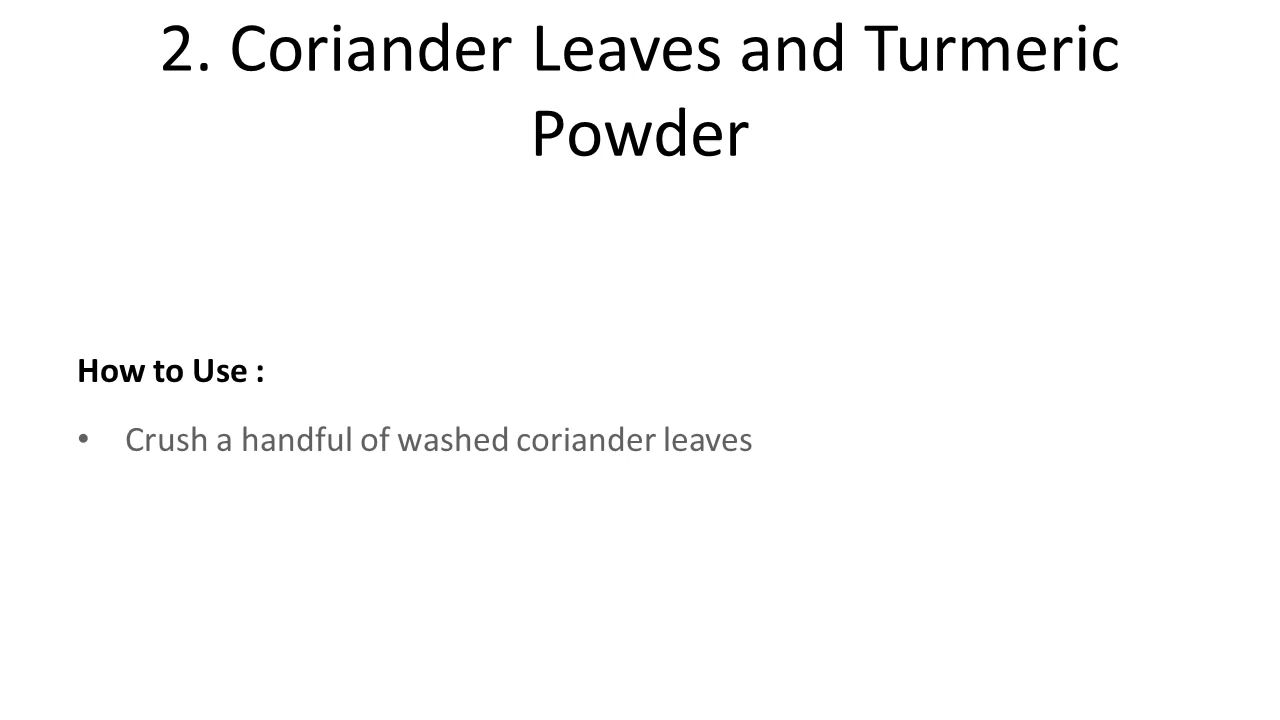 2. Coriander Leaves and Turmeric
Powder
How to Use :
• Crush a handful of washed coriander leaves